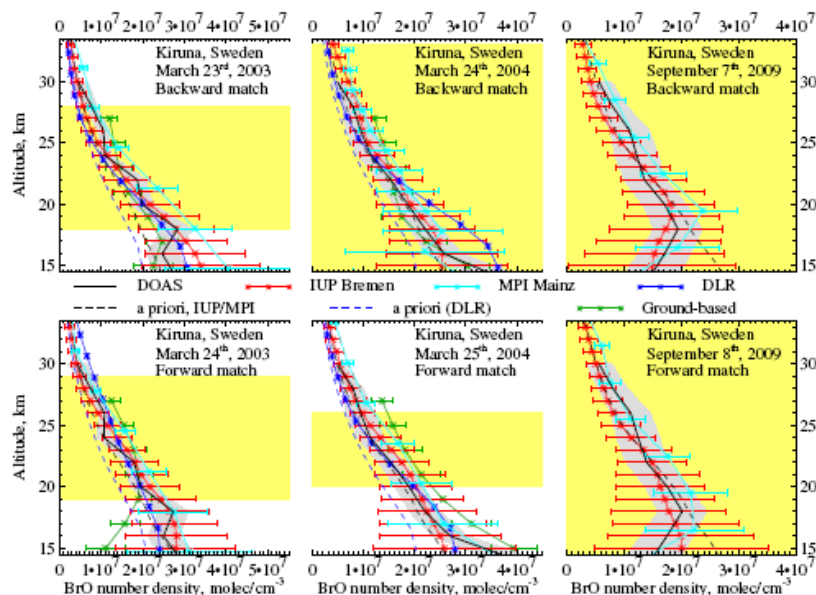 0 1•10⁷ 2•10⁷ 3•10⁷ 4•10⁷ 5•10⁷ 0 1•10⁷ 2•10⁷ 3•10⁷ 4•10⁷ 0 1•10⁷ 2•10⁷ 3•10⁷ 4•10⁷
Kiruna, Sweden
March 23rd, 2003
Backward match
Kiruna, Sweden
March 24th, 2004
Backward match
Kiruna, Sweden
September 7th, 2009
Backward match
Altitude, km
30
25
20
15
DOAS IUP Bremen MPI Mainz DLR
a priori, IUP/MPI a priori (DLR) Ground-based
Kiruna, Sweden
March 24th, 2003
Forward match
Kiruna, Sweden
March 25th, 2004
Forward match
Kiruna, Sweden
September 8th, 2009
Forward match
Altitude, km
30
25
20
15
0 1•10⁷ 2•10⁷ 3•10⁷ 4•10⁷ 5•10⁷ 0 1•10⁷ 2•10⁷ 3•10⁷ 4•10⁷ 0 1•10⁷ 2•10⁷ 3•10⁷ 4•10⁷
BrO number density, molec/cm⁻³ BrO number density, molec/cm⁻³ BrO number density, molec/cm⁻³